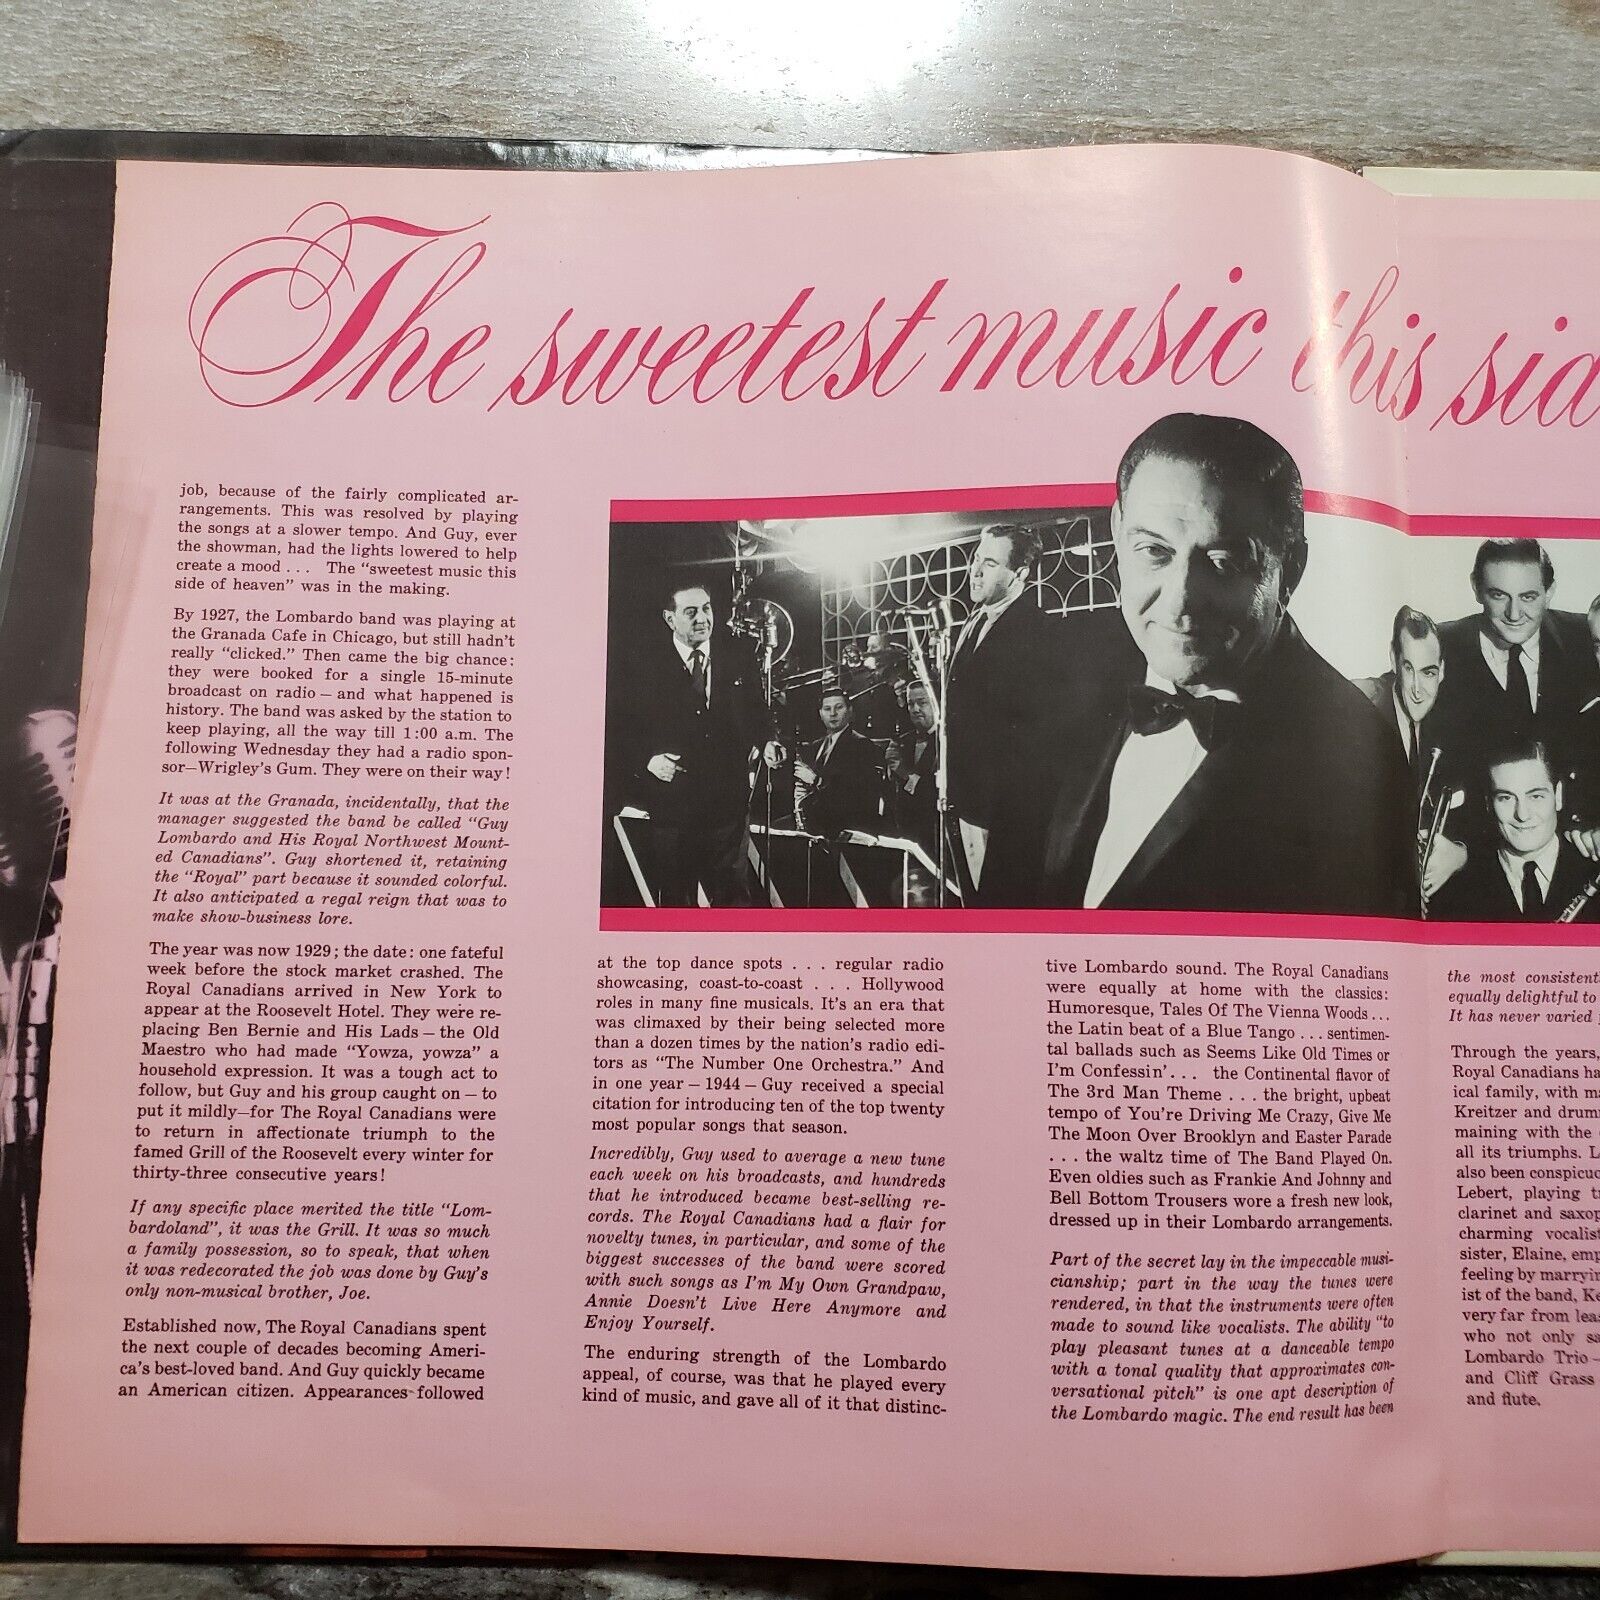 The sweetest music this sid
job, because of the fairly complicated ar-
rangements. This was resolved by playing
the songs at a slower tempo. And Guy, ever
the showman, had the lights lowered to help
create a mood . . . The “sweetest music this
side of heaven” was in the making.
By 1927, the Lombardo band was playing at
the Granada Cafe in Chicago, but still hadn't
really “clicked.” Then came the big chance:
they were booked for a single 15-minute
broadcast on radio – and what happened is
history. The band was asked by the station to
keep playing, all the way till 1:00 a.m. The
following Wednesday they had a radio spon-
sor—Wrigley's Gum. They were on their way!
It was at the Granada, incidentally, that the
manager suggested the band be called “Guy
Lombardo and His Royal Northwest Mount-
ed Canadians”. Guy shortened it, retaining
the “Royal” part because it sounded colorful.
It also anticipated a regal reign that was to
make show-business lore.
The year was now 1929; the date: one fateful
week before the stock market crashed. The
Royal Canadians arrived in New York to
appear at the Roosevelt Hotel. They were re-
placing Ben Bernie and His Lads – the Old
Maestro who had made “Yowza, yowza” a
household expression. It was a tough act to
follow, but Guy and his group caught on – to
put it mildly—for The Royal Canadians were
to return in affectionate triumph to the
famed Grill of the Roosevelt every winter for
thirty-three consecutive years!
If any specific place merited the title “Lom-
bardoland”, it was the Grill. It was so much
a family possession, so to speak, that when
it was redecorated the job was done by Guy's
only non-musical brother, Joe.
Established now, The Royal Canadians spent
the next couple of decades becoming Ameri-
ca's best-loved band. And Guy quickly became
an American citizen. Appearances followed
at the top dance spots . . . regular radio
showcasing, coast-to-coast . . . Hollywood
roles in many fine musicals. It's an era that
was climaxed by their being selected more
than a dozen times by the nation's radio edi-
tors as “The Number One Orchestra.” And
in one year – 1944 – Guy received a special
citation for introducing ten of the top twenty
most popular songs that season.
Incredibly, Guy used to average a new tune
each week on his broadcasts, and hundreds
that he introduced became best-selling re-
cords. The Royal Canadians had a flair for
novelty tunes, in particular, and some of the
biggest successes of the band were scored
with such songs as I'm My Own Grandpaw,
Annie Doesn't Live Here Anymore and
Enjoy Yourself.
The enduring strength of the Lombardo
appeal, of course, was that he played every
kind of music, and gave all of it that distinc-
tive Lombardo sound. The Royal Canadians
were equally at home with the classics:
Humoresque, Tales Of The Vienna Woods . . .
the Latin beat of a Blue Tango . . . sentimen-
tal ballads such as Seems Like Old Times or
I'm Confessin' . . . the Continental flavor of
The 3rd Man Theme . . . the bright, upbeat
tempo of You're Driving Me Crazy, Give Me
The Moon Over Brooklyn and Easter Parade
. . . the waltz time of The Band Played On.
Even oldies such as Frankie And Johnny and
Bell Bottom Trousers wore a fresh new look,
dressed up in their Lombardo arrangements.
Part of the secret lay in the impeccable musi-
cianship; part in the way the tunes were
rendered, in that the instruments were often
made to sound like vocalists. The ability “to
play pleasant tunes at a danceable tempo
with a tonal quality that approximates con-
versational pitch” is one apt description of
the Lombardo magic. The end result has been
the most consistent
equally delightful to
It has never varied
Through the years,
Royal Canadians ha
ical family, with ma
Kreitzer and drum
maining with the
all its triumphs. L
also been conspicuo
Lebert, playing tr
clarinet and saxop
charming vocalist
sister, Elaine, emp
feeling by marryin
ist of the band, Ke
very far from leas
who not only sa
Lombardo Trio –
and Cliff Grass
and flute.